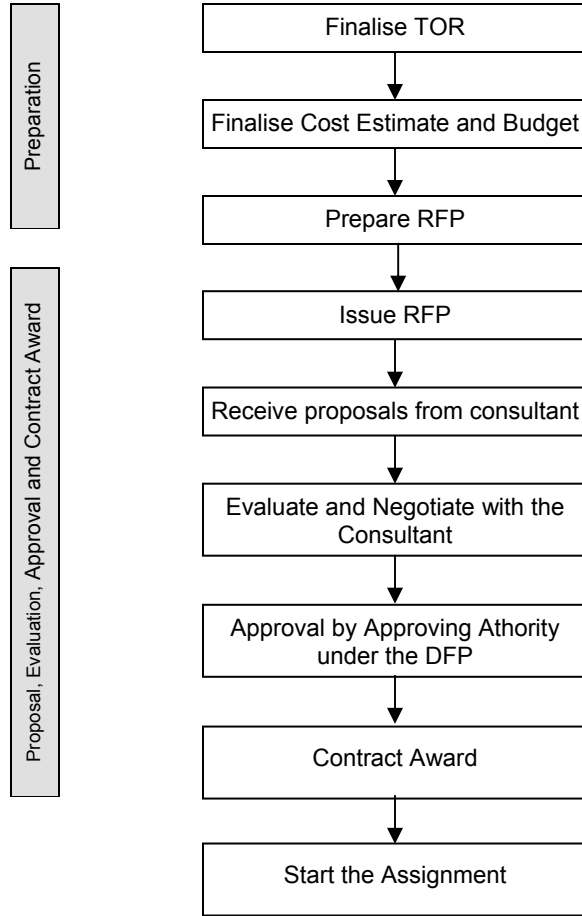 Preparation
Finalise TOR
Finalise Cost Estimate and Budget
Prepare RFP
Proposal, Evaluation, Approval and Contract Award
Issue RFP
Receive proposals from consultant
Evaluate and Negotiate with the
Consultant
Approval by Approving Athority
under the DFP
Contract Award
Start the Assignment